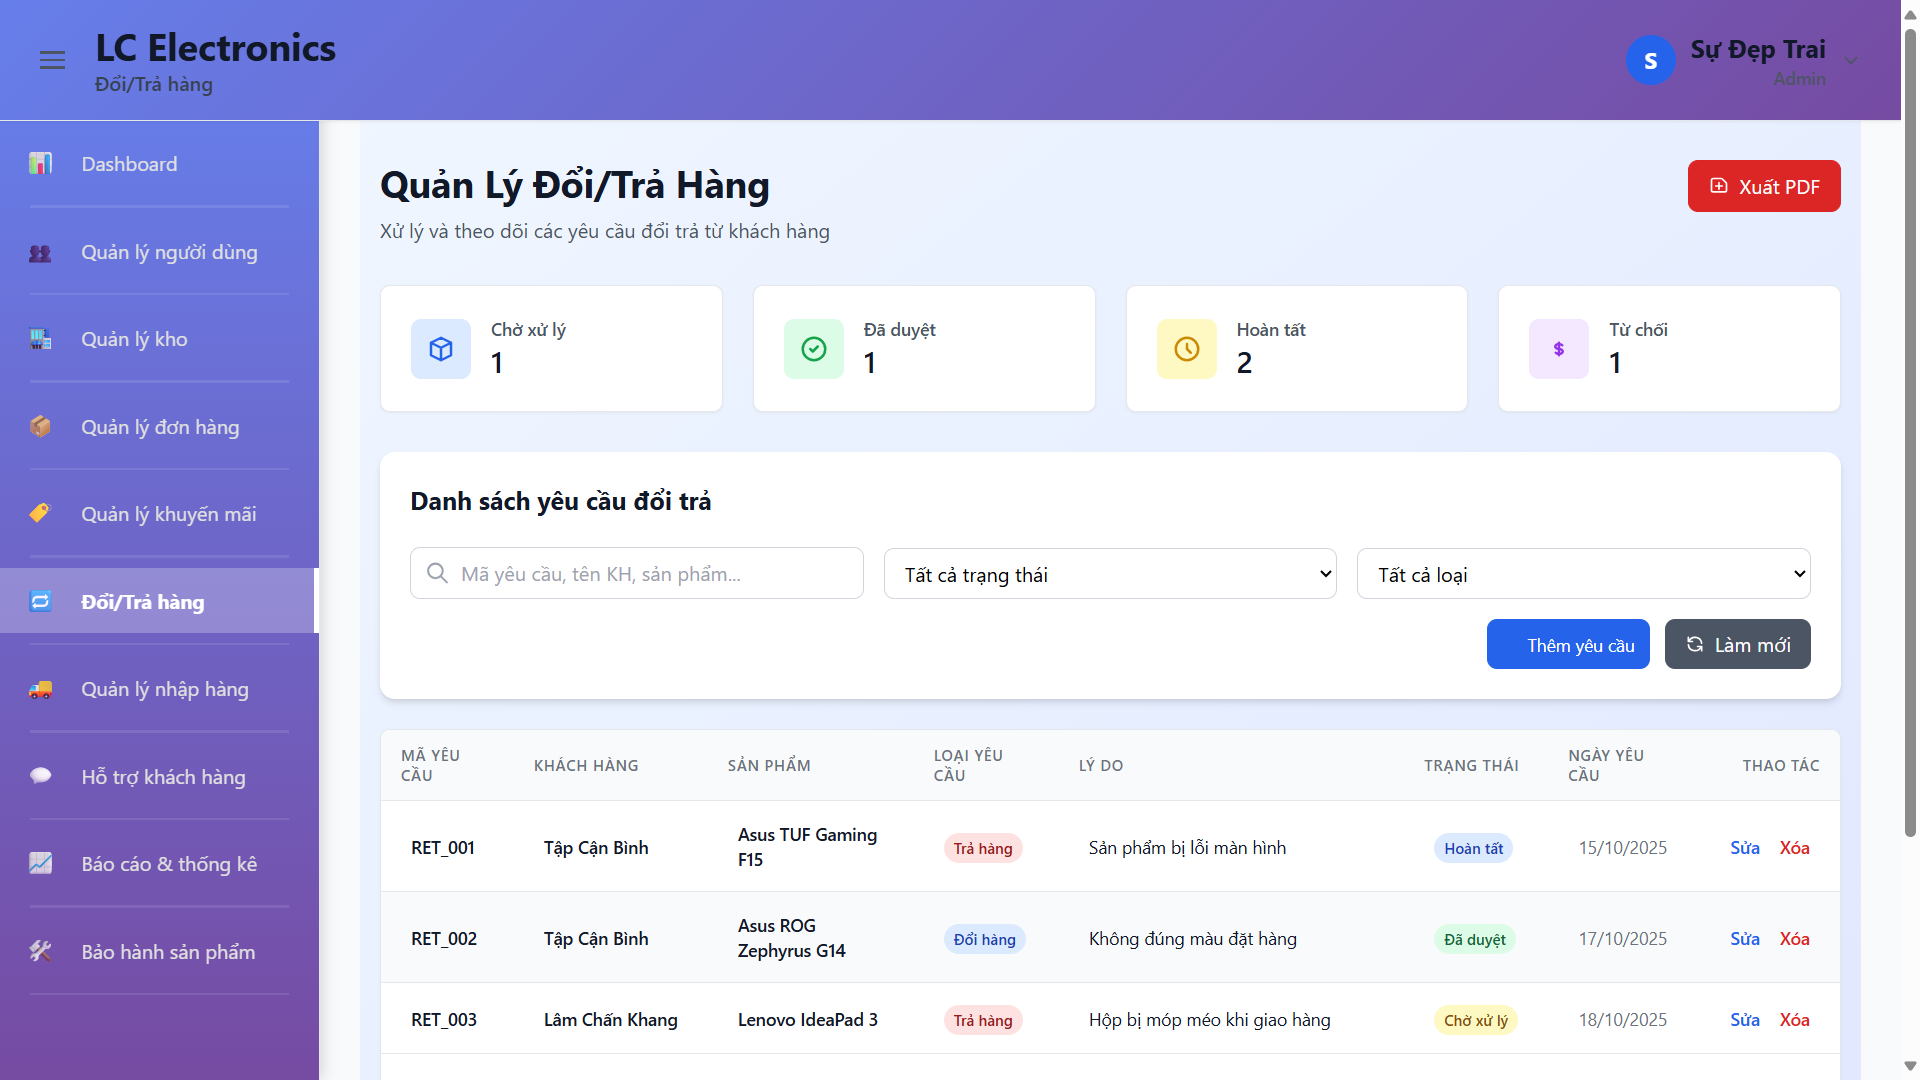 LC Electronics
Đổi/Trả hàng
S
Sự Đẹp Trai
Admin
Dashboard
Quản lý người dùng
Quản lý kho
Quản lý đơn hàng
Quản lý khuyến mãi
Đổi/Trả hàng
Quản lý nhập hàng
Hỗ trợ khách hàng
Báo cáo & thống kê
Bảo hành sản phẩm
Quản Lý Đổi/Trả Hàng
Xử lý và theo dõi các yêu cầu đổi trả từ khách hàng
Xuất PDF
Chờ xử lý
1
Đã duyệt
1
Hoàn tất
2
$
Từ chối
1
Danh sách yêu cầu đổi trả
Mã yêu cầu, tên KH, sản phẩm...
Tất cả trạng thái
Tất cả loại
Thêm yêu cầu
Làm mới
MÃ YÊU CẦU KHÁCH HÀNG SẢN PHẨM LOẠI YÊU CẦU LÝ DO TRẠNG THÁI NGÀY YÊU CẦU THAO TÁC
RET_001 Tập Cận Bình Asus TUF Gaming F15 Trả hàng Sản phẩm bị lỗi màn hình Hoàn tất 15/10/2025 Sửa Xóa
RET_002 Tập Cận Bình Asus ROG Zephyrus G14 Đổi hàng Không đúng màu đặt hàng Đã duyệt 17/10/2025 Sửa Xóa
RET_003 Lâm Chấn Khang Lenovo IdeaPad 3 Trả hàng Hộp bị móp méo khi giao hàng Chờ xử lý 18/10/2025 Sửa Xóa